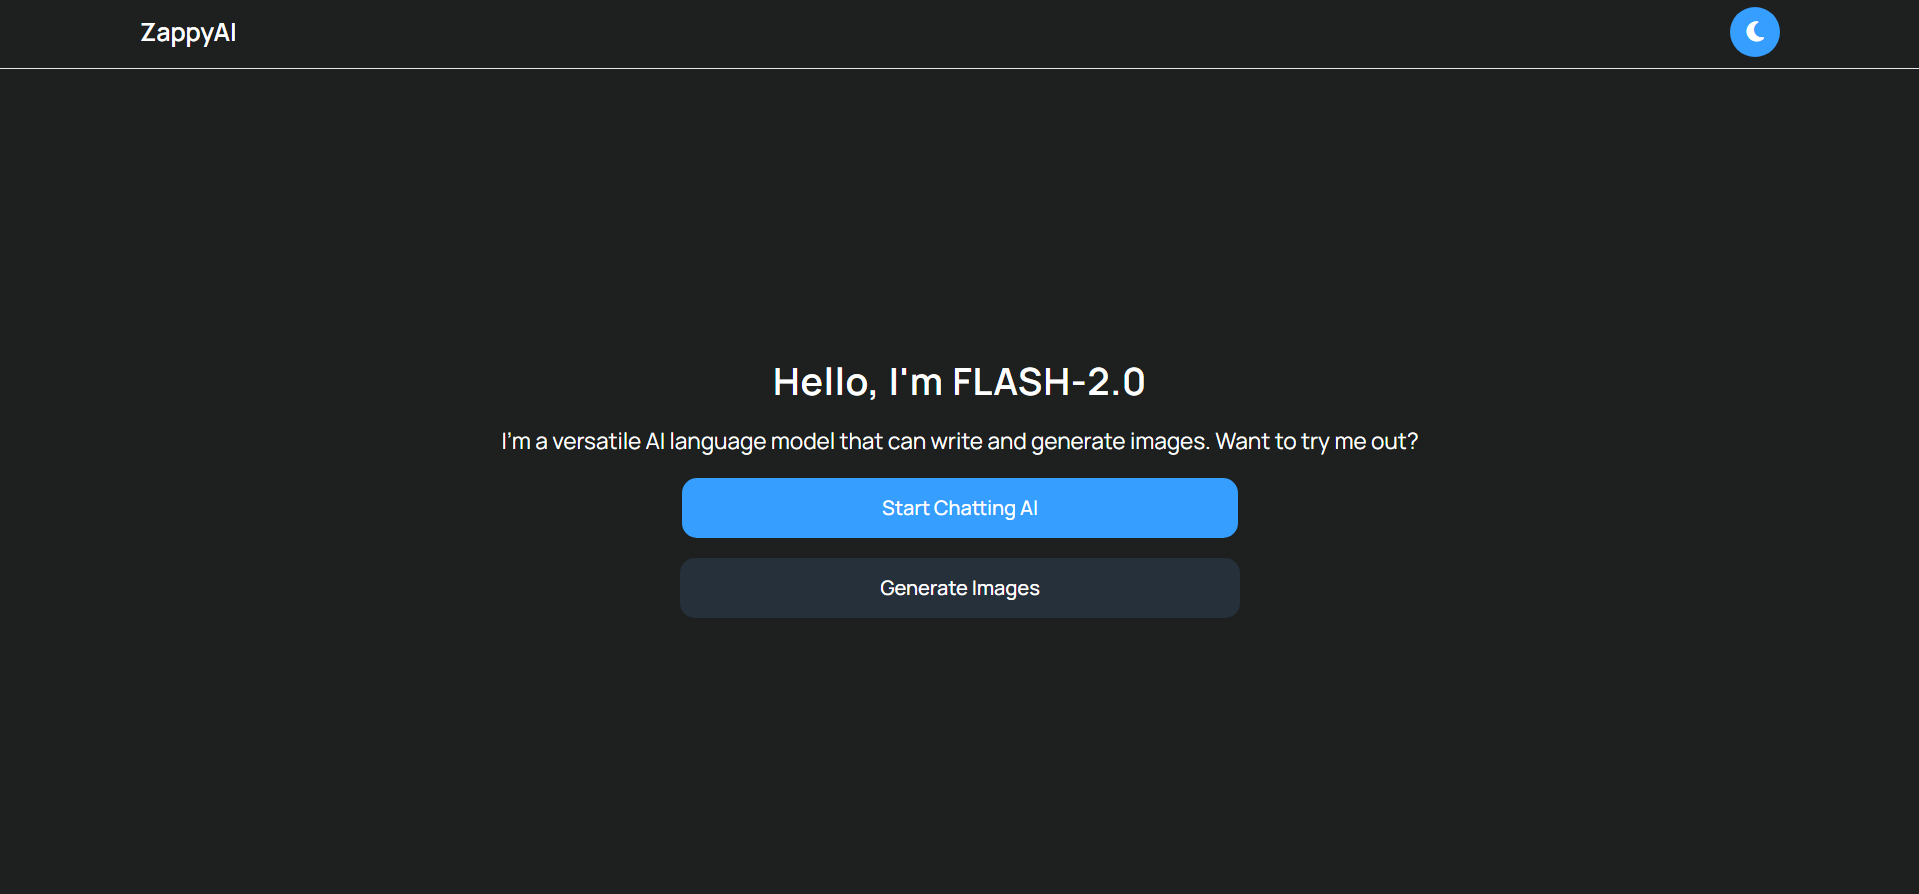 ZappyAI
Hello, I'm FLASH-2.0
I’m a versatile AI language model that can write and generate images. Want to try me out?
Start Chatting AI
Generate Images